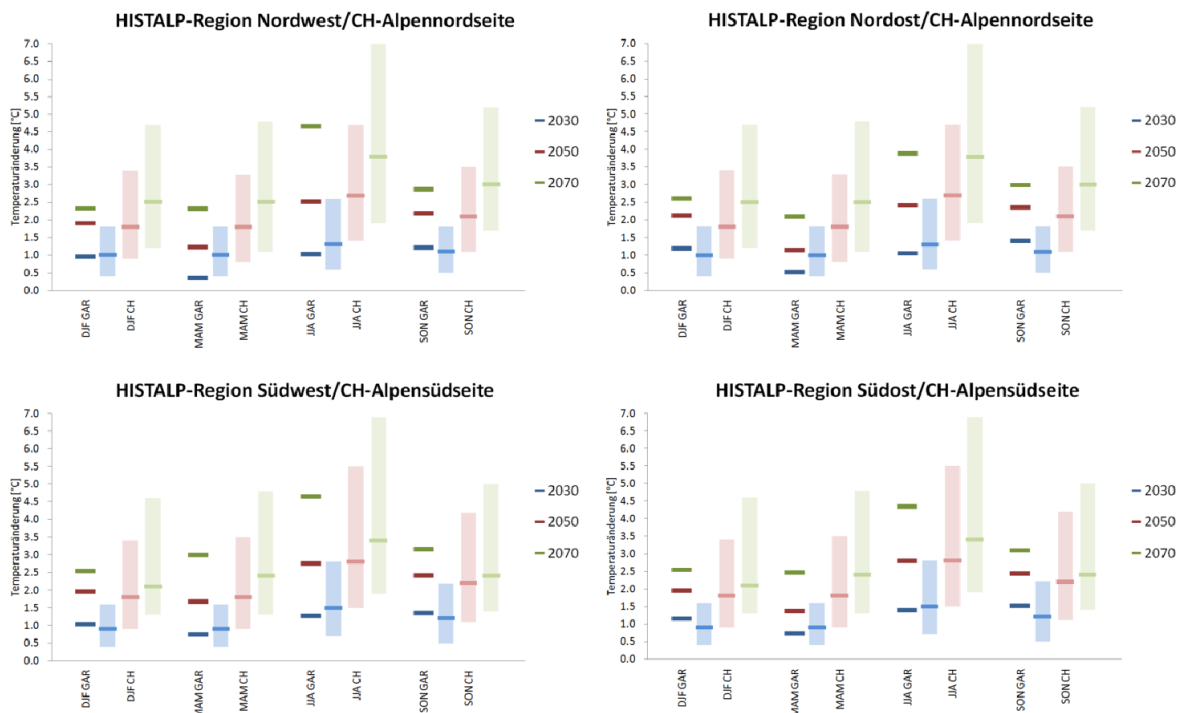 HISTALP-Region Nordwest/CH-Alpennordseite
Temperaturänderung [°C]
7.0
6.5
6.0
5.5
5.0
4.5
4.0
3.5
3.0
2.5
2.0
1.5
1.0
0.5
0.0
DJF GAR
DJF CH
MAM GAR
MAM CH
JJA GAR
JJA CH
SON GAR
SON CH
2030
2050
2070
HISTALP-Region Nordost/CH-Alpennordseite
Temperaturänderung [°C]
7.0
6.5
6.0
5.5
5.0
4.5
4.0
3.5
3.0
2.5
2.0
1.5
1.0
0.5
0.0
DJF GAR
DJF CH
MAM GAR
MAM CH
JJA GAR
JJA CH
SON GAR
SON CH
2030
2050
2070
HISTALP-Region Südwest/CH-Alpensüdseite
Temperaturänderung [°C]
7.0
6.5
6.0
5.5
5.0
4.5
4.0
3.5
3.0
2.5
2.0
1.5
1.0
0.5
0.0
DJF GAR
DJF CH
MAM GAR
MAM CH
JJA GAR
JJA CH
SON GAR
SON CH
2030
2050
2070
HISTALP-Region Südost/CH-Alpensüdseite
Temperaturänderung [°C]
7.0
6.5
6.0
5.5
5.0
4.5
4.0
3.5
3.0
2.5
2.0
1.5
1.0
0.5
0.0
DJF GAR
DJF CH
MAM GAR
MAM CH
JJA GAR
JJA CH
SON GAR
SON CH
2030
2050
2070